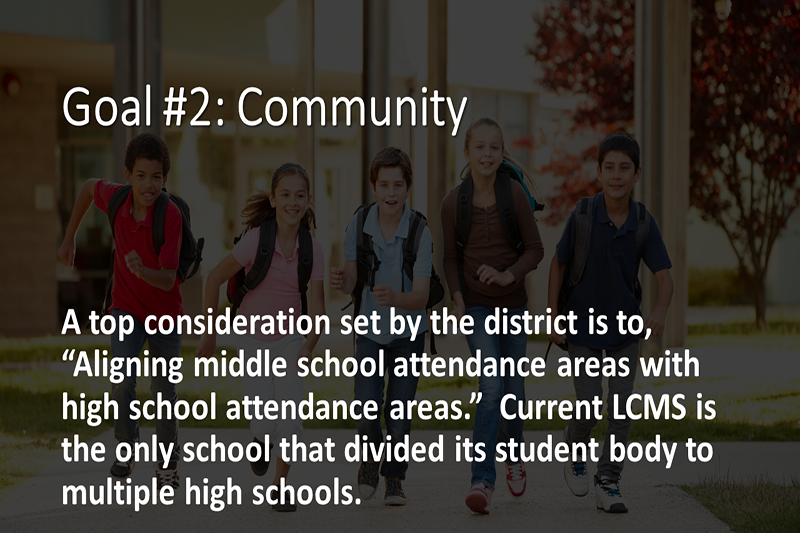 Goal #2: Community
A top consideration set by the district is to,
“Aligning middle school attendance areas with
high school attendance areas.”  Current LCMS is
the only school that divided its student body to
multiple high schools.